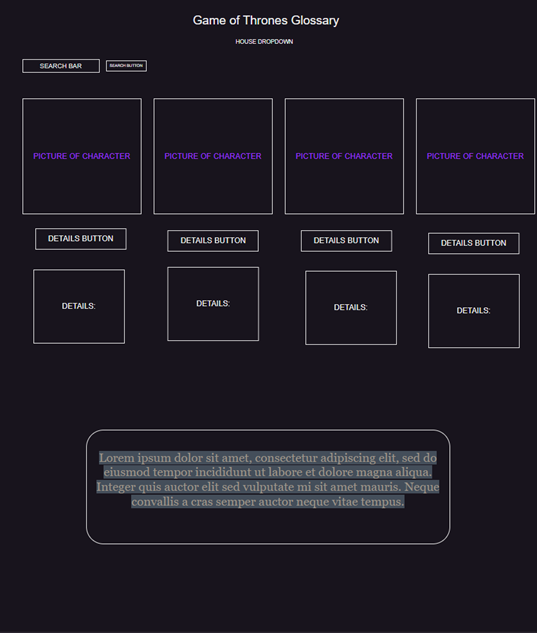 Game of Thrones Glossary
HOUSE DROPDOWN
SEARCH BAR
SEARCH BUTTON
PICTURE OF CHARACTER
PICTURE OF CHARACTER
PICTURE OF CHARACTER
PICTURE OF CHARACTER
DETAILS BUTTON
DETAILS BUTTON
DETAILS BUTTON
DETAILS BUTTON
DETAILS:
DETAILS:
DETAILS:
DETAILS:
Lorem ipsum dolor sit amet, consectetur adipiscing elit, sed do
eiusmod tempor incididunt ut labore et dolore magna aliqua.
Integer quis auctor elit sed vulputate mi sit amet mauris. Neque
convallis a cras semper auctor neque vitae tempus.